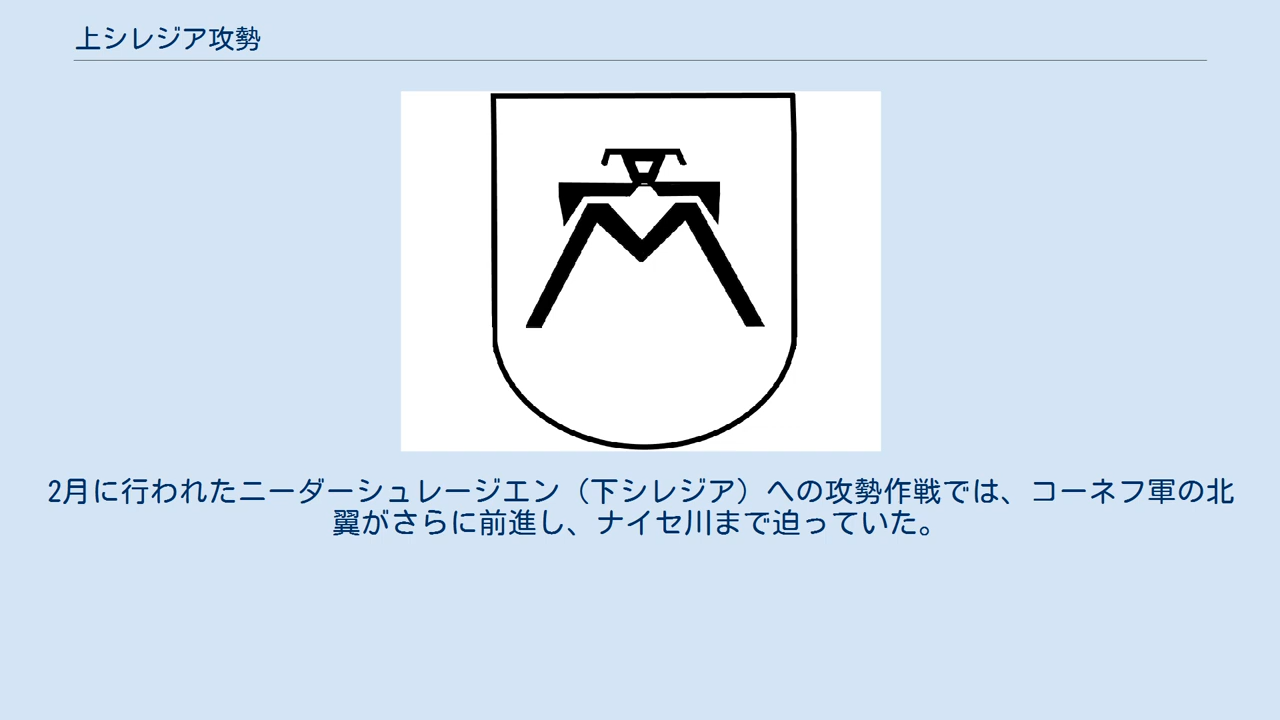 上シレジア攻勢
2月に行われたニーダーシュレージエン（下シレジア）への攻勢作戦では、コーネフ軍の北
翼がさらに前進し、ナイセ川まで迫っていた。